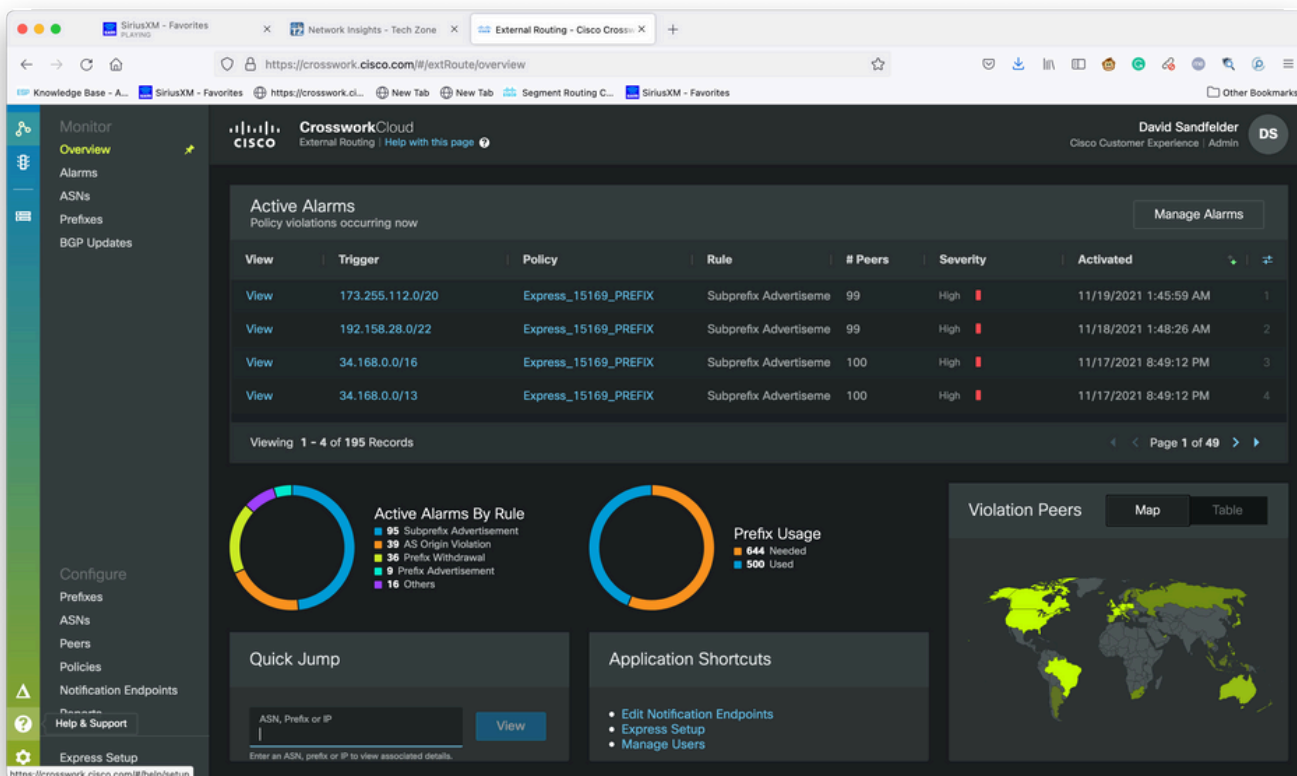 SiriusXM - Favorites
PLAYING
Network Insights - Tech Zone
External Routing - Cisco Crossw
https://crosswork.cisco.com/#/extRoute/overview
Knowledge Base - A...
SiriusXM - Favorites
https://crosswork.ci...
New Tab
New Tab
Segment Routing C...
SiriusXM - Favorites
Other Bookmarks
Monitor
Overview
Alarms
ASNs
Prefixes
BGP Updates
Configure
Prefixes
ASNs
Peers
Policies
Notification Endpoints
Reports
Help & Support
Express Setup
https://crosswork.cisco.com/#/help/setup
CISCO
CrossworkCloud
External Routing | Help with this page ?
David Sandfelder
Cisco Customer Experience | Admin
DS
Active Alarms
Policy violations occurring now
Manage Alarms
View Trigger Policy Rule # Peers Severity Activated
View 173.255.112.0/20 Express_15169_PREFIX Subprefix Advertiseme 99 High 11/19/2021 1:45:59 AM 1
View 192.158.28.0/22 Express_15169_PREFIX Subprefix Advertiseme 99 High 11/18/2021 1:48:26 AM 2
View 34.168.0.0/16 Express_15169_PREFIX Subprefix Advertiseme 100 High 11/17/2021 8:49:12 PM 3
View 34.168.0.0/13 Express_15169_PREFIX Subprefix Advertiseme 100 High 11/17/2021 8:49:12 PM 4
Viewing 1 - 4 of 195 Records
Page 1 of 49
Active Alarms By Rule
95 Subprefix Advertisement
39 AS Origin Violation
36 Prefix Withdrawal
9 Prefix Advertisement
16 Others
Prefix Usage
644 Needed
500 Used
Violation Peers
Map
Table
Quick Jump
ASN, Prefix or IP
View
Enter an ASN, prefix or IP to view associated details.
Application Shortcuts
Edit Notification Endpoints
Express Setup
Manage Users